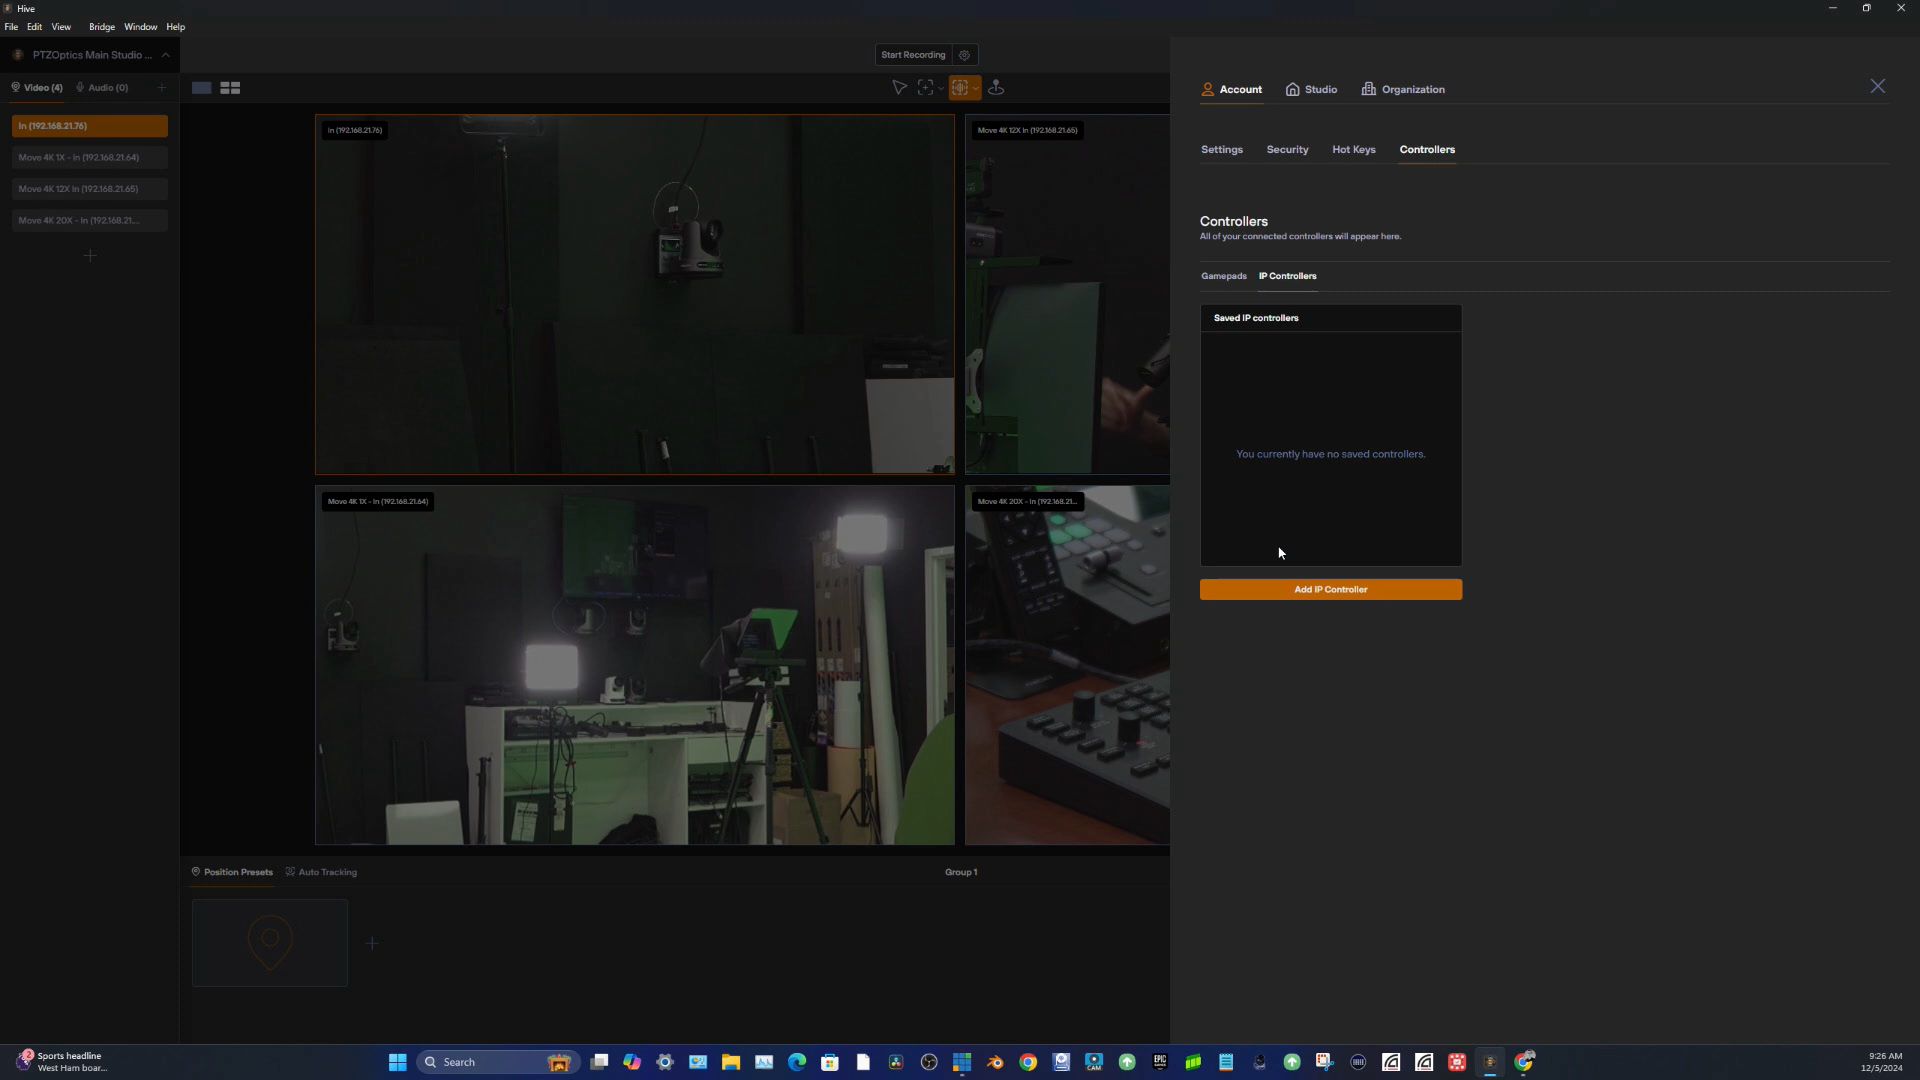 Hive
File Edit View Bridge Window Help
PTZOptics Main Studio ...
Start Recording
Video (4) Audio (0)
In (192.168.21.76)
Move 4K 1X - In (192.168.21.64)
Move 4K 12X In (192.168.21.65)
Move 4K 20X - In (192.168.21....
In (192.168.21.76)
Move 4K 12X In (192.168.21.65)
Move 4K 1X - In (192.168.21.64)
Move 4K 20X - In (192.168.21...
Position Presets Auto Tracking
Group 1
Account Studio Organization
Settings Security Hot Keys Controllers
Controllers
All of your connected controllers will appear here.
Gamepads IP Controllers
Saved IP controllers
You currently have no saved controllers.
Add IP Controller
2
Sports headline
West Ham boar...
Search
CAM
EPIC
9:26 AM
12/5/2024